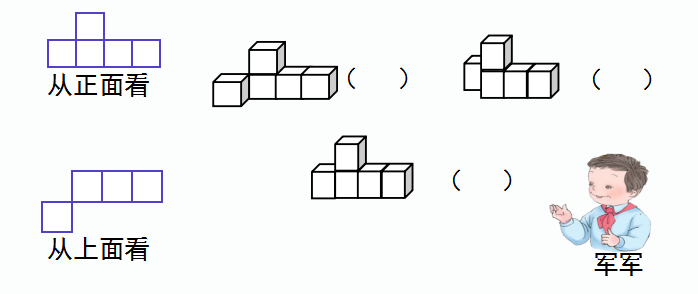 从正面看
(    )
(    )
从上面看
(    )
军军